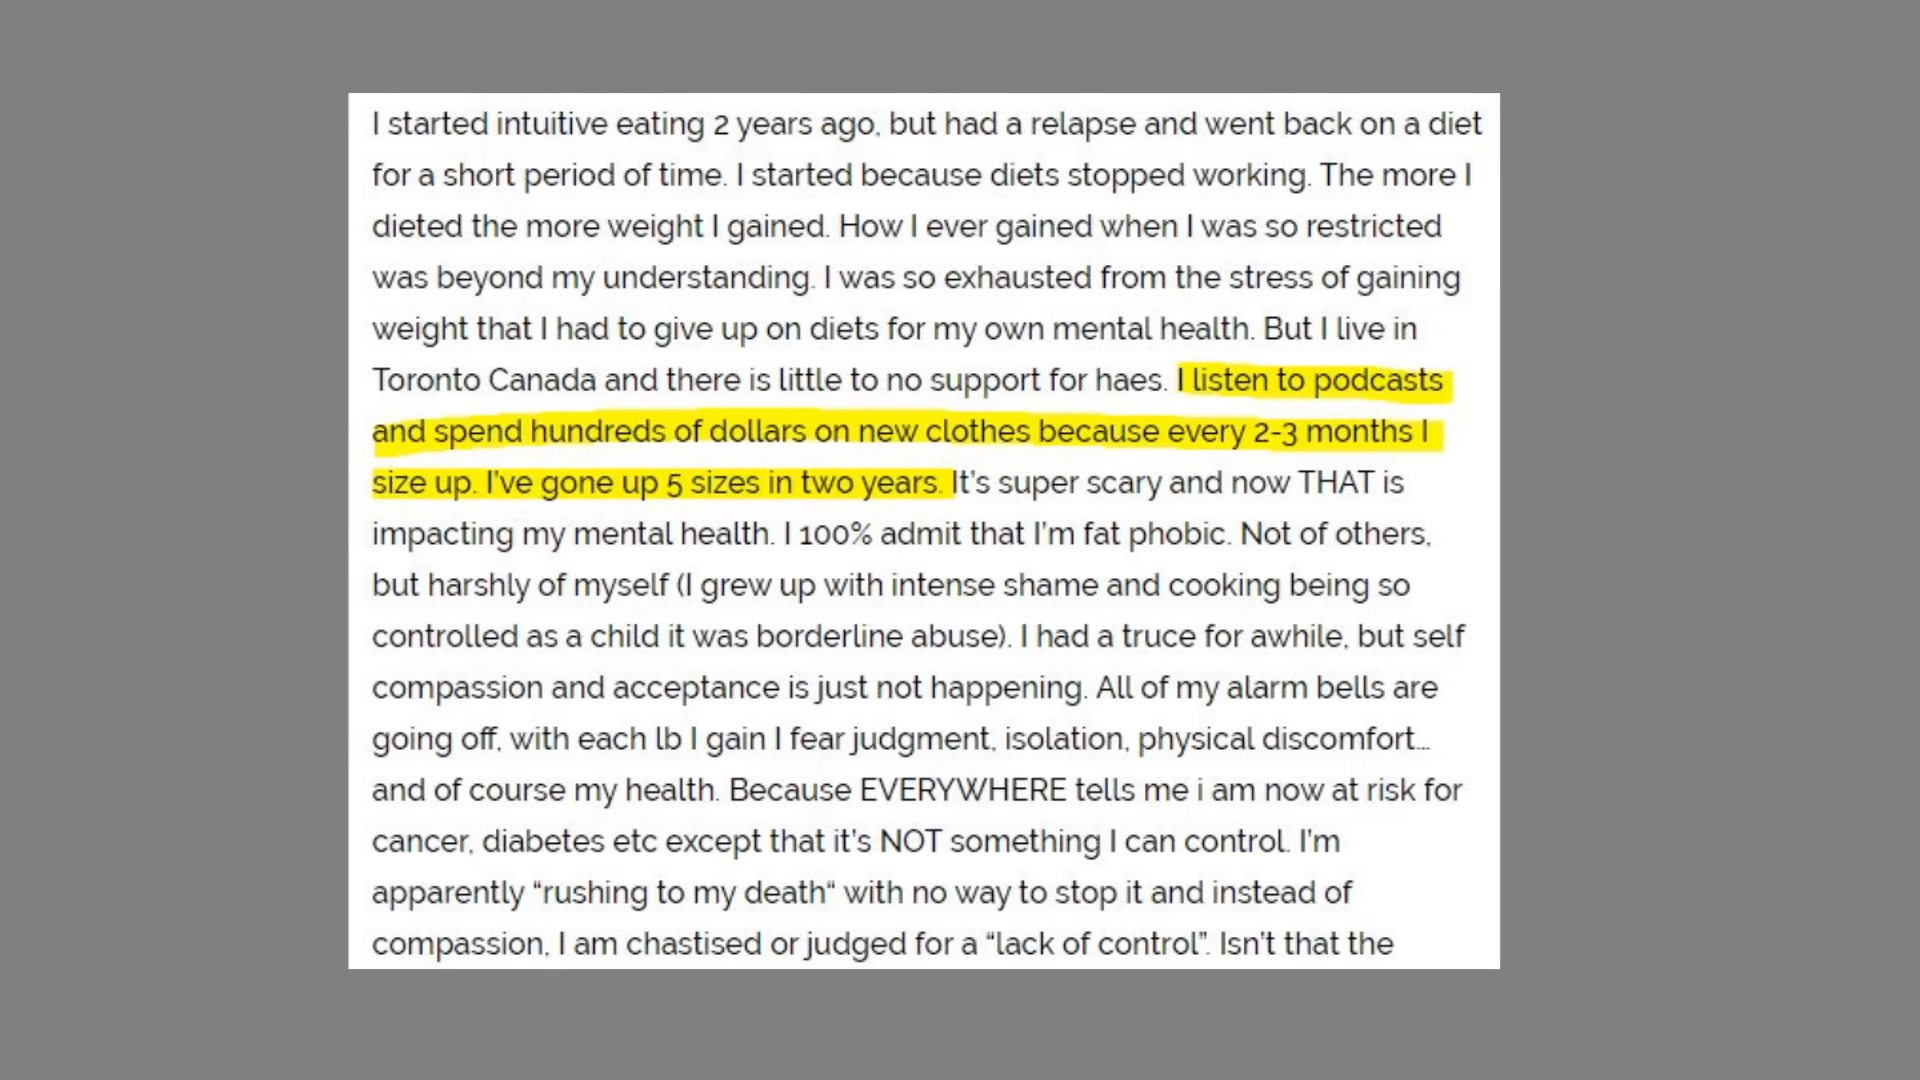 I started intuitive eating 2 years ago, but had a relapse and went back on a diet
for a short period of time. I started because diets stopped working. The more I
dieted the more weight I gained. How I ever gained when I was so restricted
was beyond my understanding. I was so exhausted from the stress of gaining
weight that I had to give up on diets for my own mental health. But I live in
Toronto Canada and there is little to no support for haes. I listen to podcasts
and spend hundreds of dollars on new clothes because every 2-3 months I
size up. I've gone up 5 sizes in two years. It's super scary and now THAT is
impacting my mental health. I 100% admit that I'm fat phobic. Not of others,
but harshly of myself (I grew up with intense shame and cooking being so
controlled as a child it was borderline abuse). I had a truce for awhile, but self
compassion and acceptance is just not happening. All of my alarm bells are
going off, with each lb I gain I fear judgment, isolation, physical discomfort…
and of course my health. Because EVERYWHERE tells me i am now at risk for
cancer, diabetes etc except that it's NOT something I can control. I'm
apparently “rushing to my death“ with no way to stop it and instead of
compassion, I am chastised or judged for a “lack of control”. Isn't that the